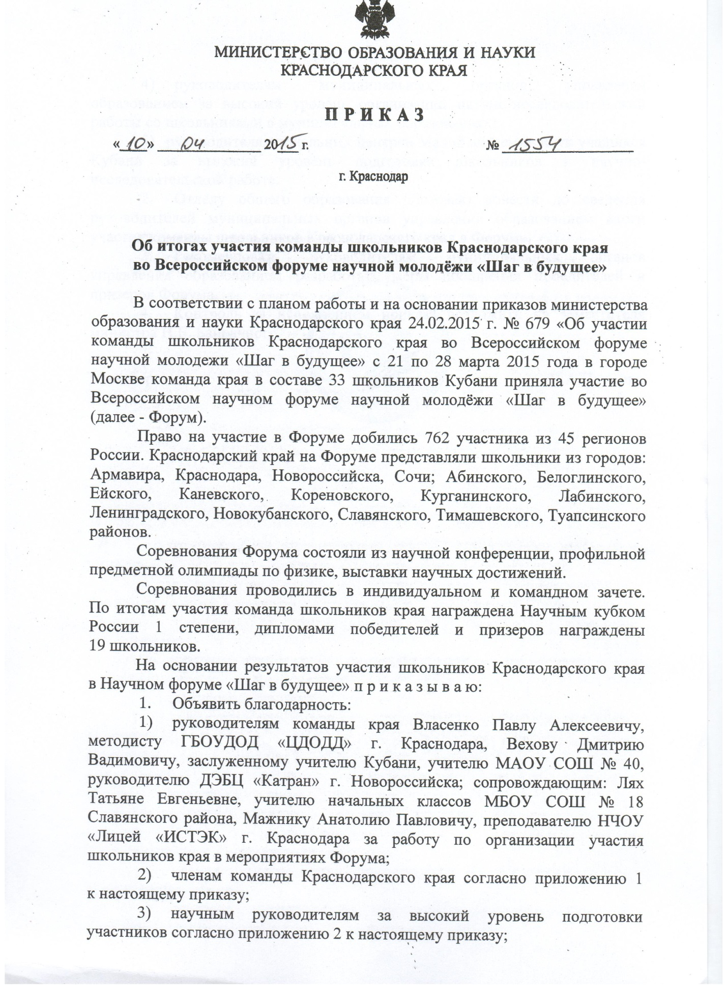 МИНИСТЕРСТВО ОБРАЗОВАНИЯ И НАУКИ
КРАСНОДАРСКОГО КРАЯ
П Р И К А З
«10» 04 2015 г. № 1554
г. Краснодар
Об итогах участия команды школьников Краснодарского края
во Всероссийском форуме научной молодёжи «Шаг в будущее»
В соответствии с планом работы и на основании приказов министерства
образования и науки Краснодарского края 24.02.2015 г. № 679 «Об участии
команды школьников Краснодарского края во Всероссийском форуме
научной молодежи «Шаг в будущее» с 21 по 28 марта 2015 года в городе
Москве команда края в составе 33 школьников Кубани приняла участие во
Всероссийском научном форуме научной молодёжи «Шаг в будущее»
(далее - Форум).
Право на участие в Форуме добились 762 участника из 45 регионов
России. Краснодарский край на Форуме представляли школьники из городов:
Армавира, Краснодара, Новороссийска, Сочи; Абинского, Белоглинского,
Ейского, Каневского, Кореновского, Курганинского, Лабинского,
Ленинградского, Новокубанского, Славянского, Тимашевского, Туапсинского
районов.
Соревнования Форума состояли из научной конференции, профильной
предметной олимпиады по физике, выставки научных достижений.
Соревнования проводились в индивидуальном и командном зачете.
По итогам участия команда школьников края награждена Научным кубком
России 1 степени, дипломами победителей и призеров награждены
19 школьников.
На основании результатов участия школьников Краснодарского края
в Научном форуме «Шаг в будущее» п р и к а з ы в а ю:
1. Объявить благодарность:
1) руководителям команды края Власенко Павлу Алексеевичу,
методисту ГБОУДОД «ЦДОДД» г. Краснодара, Вехову Дмитрию
Вадимовичу, заслуженному учителю Кубани, учителю МАОУ СОШ № 40,
руководителю ДЭБЦ «Катран» г. Новороссийска; сопровождающим: Лях
Татьяне Евгеньевне, учителю начальных классов МБОУ СОШ № 18
Славянского района, Мажнику Анатолию Павловичу, преподавателю НЧОУ
«Лицей «ИСТЭК» г. Краснодара за работу по организации участия
школьников края в мероприятиях Форума;
2) членам команды Краснодарского края согласно приложению 1
к настоящему приказу;
3) научным руководителям за высокий уровень подготовки
участников согласно приложению 2 к настоящему приказу;